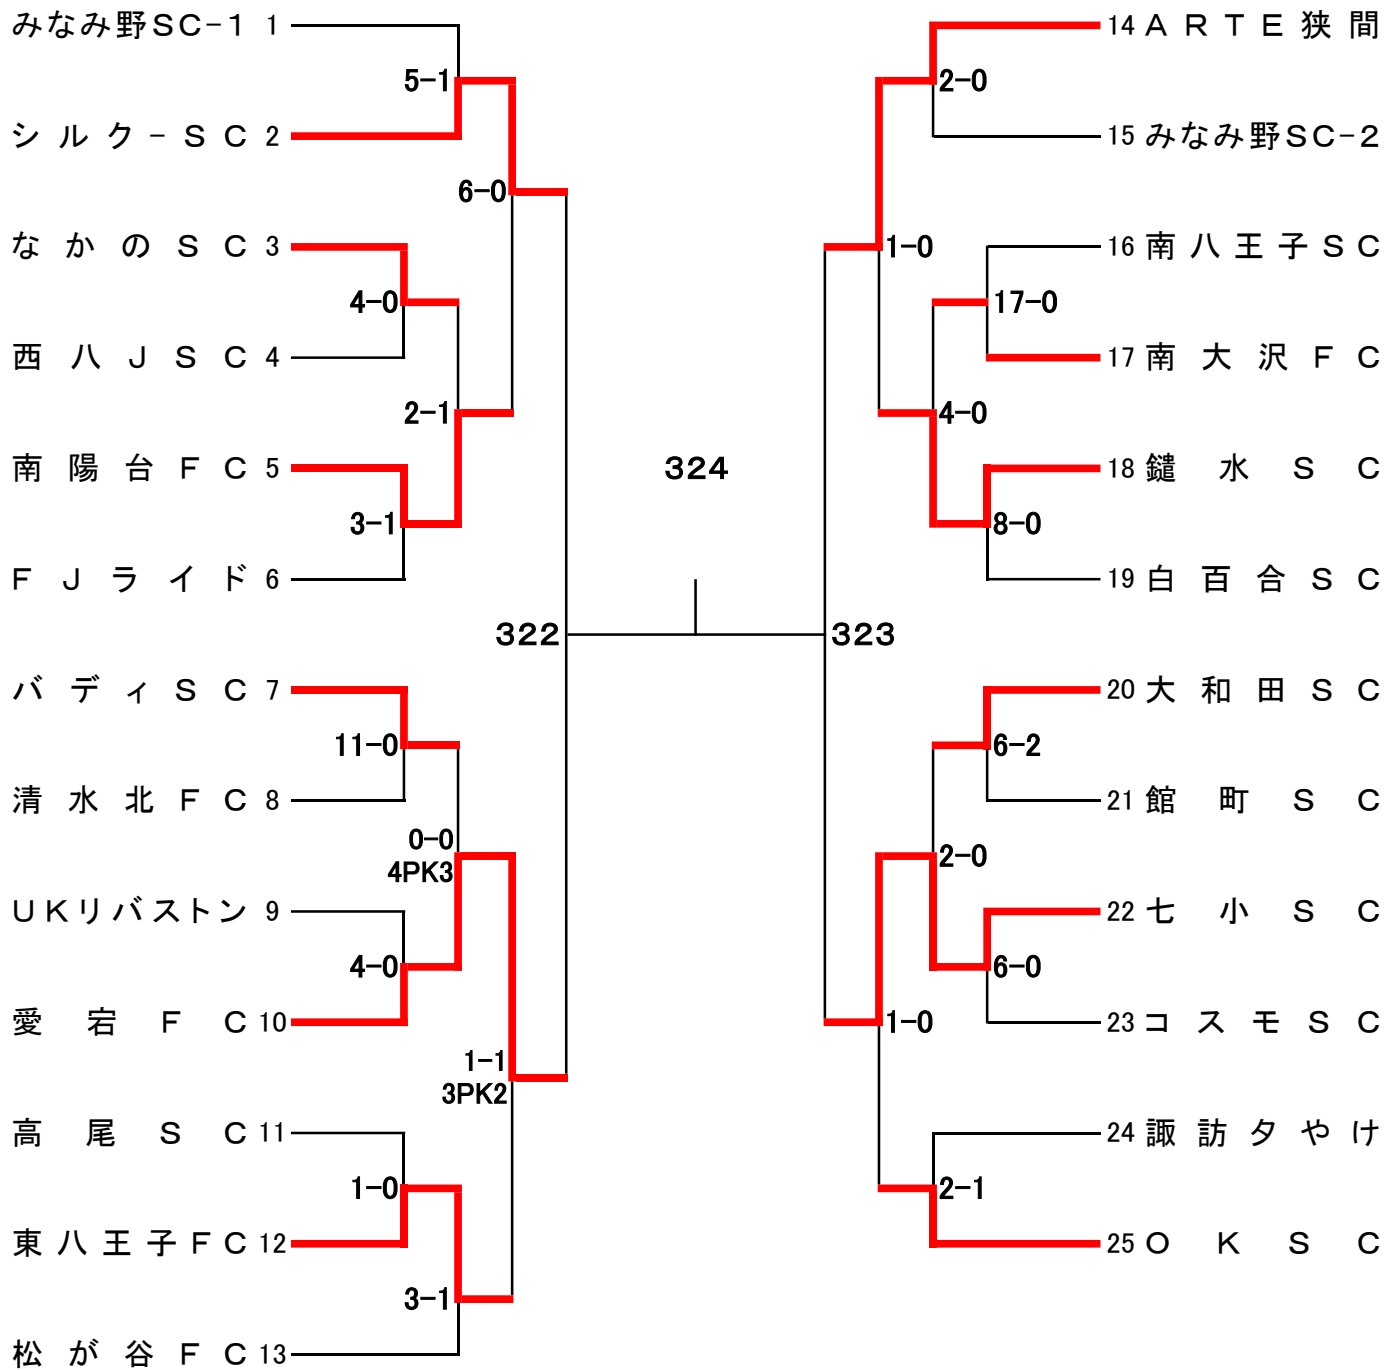 みなみ野SC-1 1
5-1
シルク-SC 2
6-0
なかのSC 3
4-0
西八JSC 4
2-1
南陽台FC 5
3-1
FJライド 6
322
バディSC 7
11-0
清水北FC 8
0-0
4PK3
UKリバストン 9
4-0
愛宕FC 10
1-1
3PK2
高尾SC 11
1-0
東八王子FC 12
3-1
松が谷FC 13
324
14 ARTE狭間
2-0
15 みなみ野SC-2
1-0
16 南八王子SC
17-0
17 南大沢FC
4-0
18 鑓水SC
8-0
19 白百合SC
323
20 大和田SC
6-2
21 館町SC
2-0
22 七小SC
6-0
23 コスモSC
1-0
24 諏訪夕やけ
2-1
25 OKSC